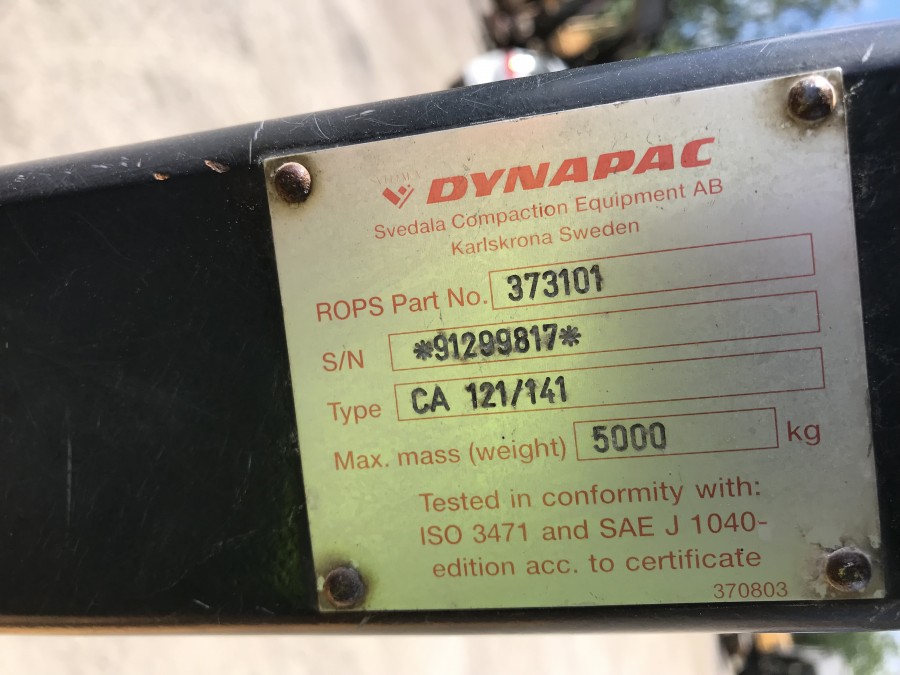 DYNAPAC
Svedala Compaction Equipment AB
Karlskrona Sweden
ROPS Part No. 373101
S/N *91299817*
Type CA 121/141
Max. mass (weight) 5000 kg
Tested in conformity with:
ISO 3471 and SAE J 1040-
edition acc. to certificate
370803